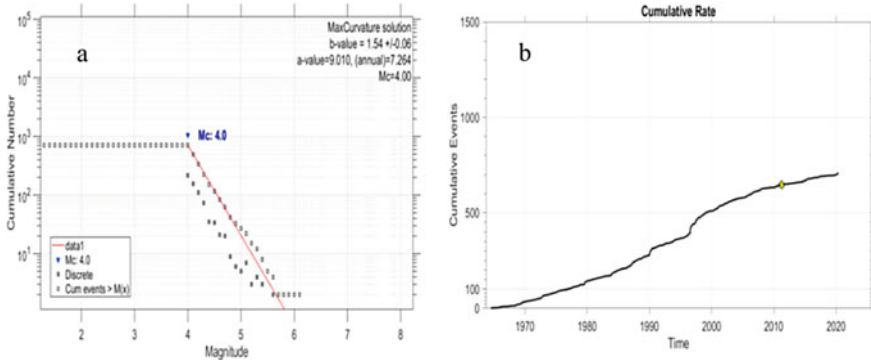 a
MaxCurvature solution
b-value = 1.54 +/-0.06
a-value=9.010, (annual)=7.264
Mc=4.00
Mc: 4.0
Cumulative Number
10^5
10^4
10^3
10^2
10^1
data1
Mc: 4.0
Discrete
Cum events > M(x)
2 3 4 5 6 7 8
Magnitude
Cumulative Rate
b
Cumulative Events
1500
1000
500
100
0
1970 1980 1990 2000 2010 2020
Time